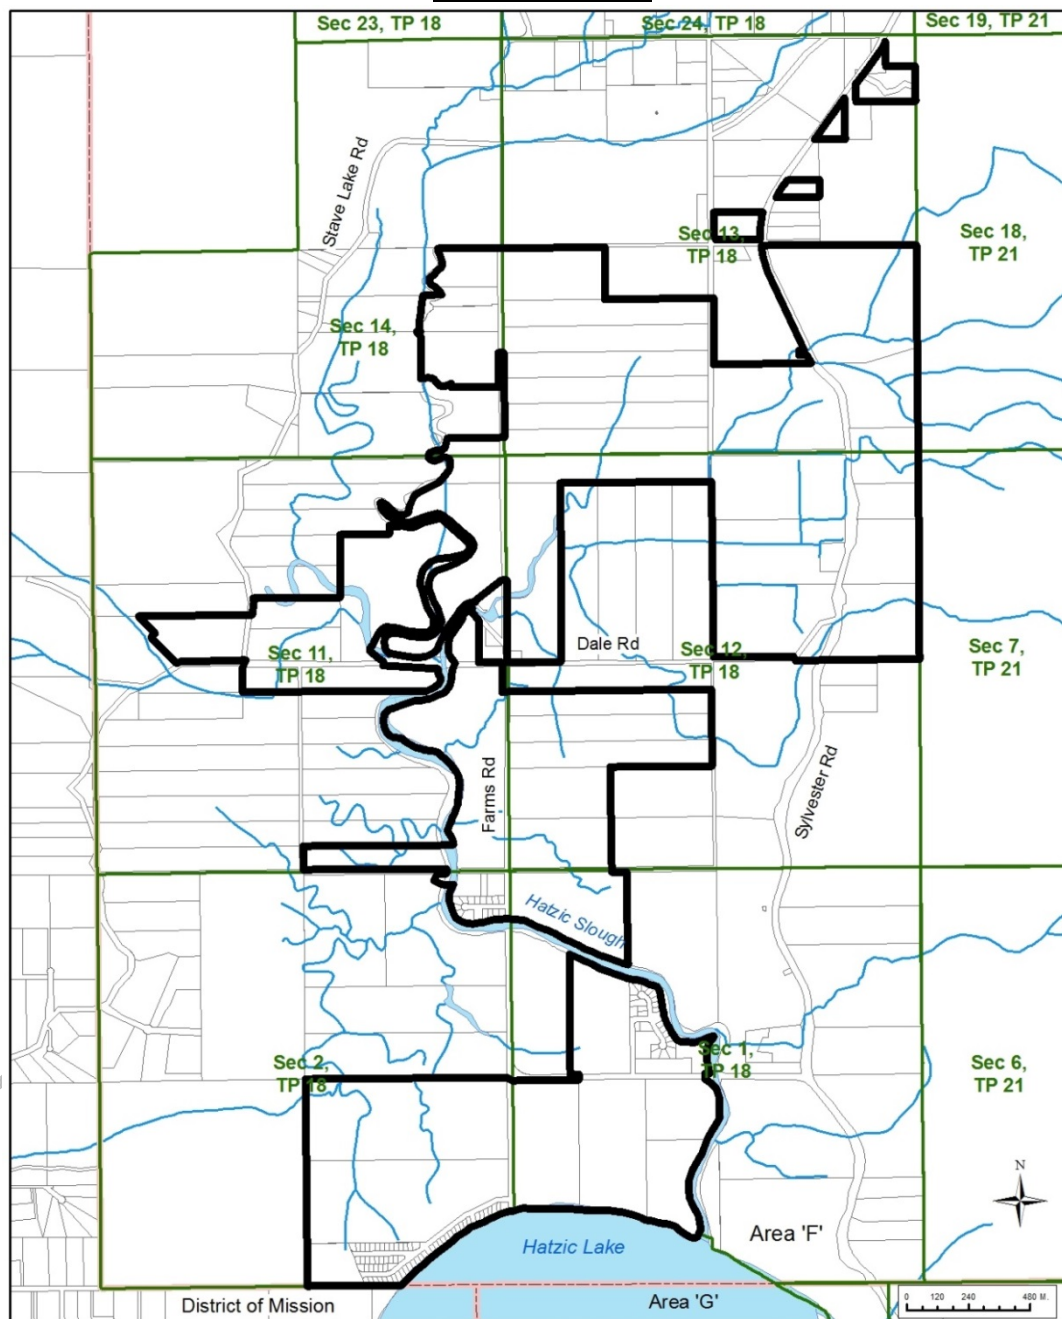 Sec 23, TP 18
Sec 24, TP 18
Sec 19, TP 21
Stave Lake Rd
Sec 13,
TP 18
Sec 18,
TP 21
Sec 14,
TP 18
Dale Rd
Sec 11,
TP 18
Sec 12,
TP 18
Sec 7,
TP 21
Farms Rd
Sylvester Rd
Hatzic Slough
Sec 2,
TP 18
Sec 1,
TP 18
Sec 6,
TP 21
N
Area 'F'
Hatzic Lake
District of Mission
Area 'G'
0 120 240 480 M.